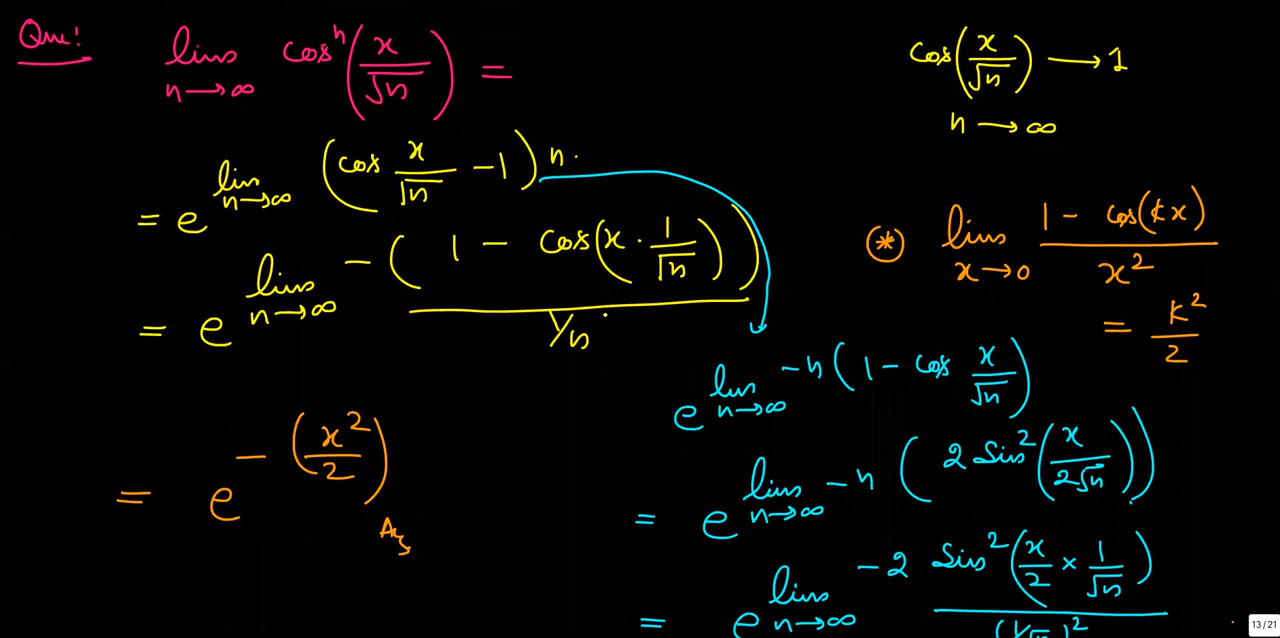 Que: lim n→∞ cosⁿ(x/√n) =
cos(x/√n) → 1
n → ∞
= e^{lim n→∞ (cos x/√n − 1) n.}
= e^{lim n→∞ −(1 − cos(x · 1/√n)) / 1/n}
(*) lim x→0 (1 − cos(kx)) / x²
= k²/2
= e^{−(x²/2)} Ans
e^{lim n→∞ −n(1 − cos x/√n)}
= e^{lim n→∞ −n(2 sin²(x/2√n))}
= e^{lim n→∞ −2 sin²(x/2 × 1/√n) / (1/√n)²}
13 / 21